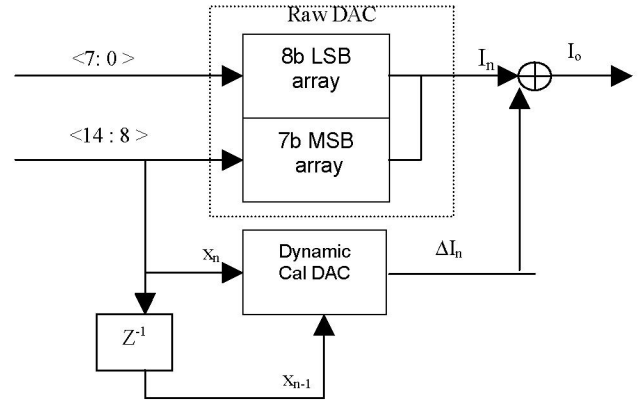 Raw DAC
<7: 0 >
8b LSB
array
Iₙ
Iₒ
<14 : 8 >
7b MSB
array
xₙ
Dynamic
Cal DAC
ΔIₙ
Z⁻¹
xₙ₋₁